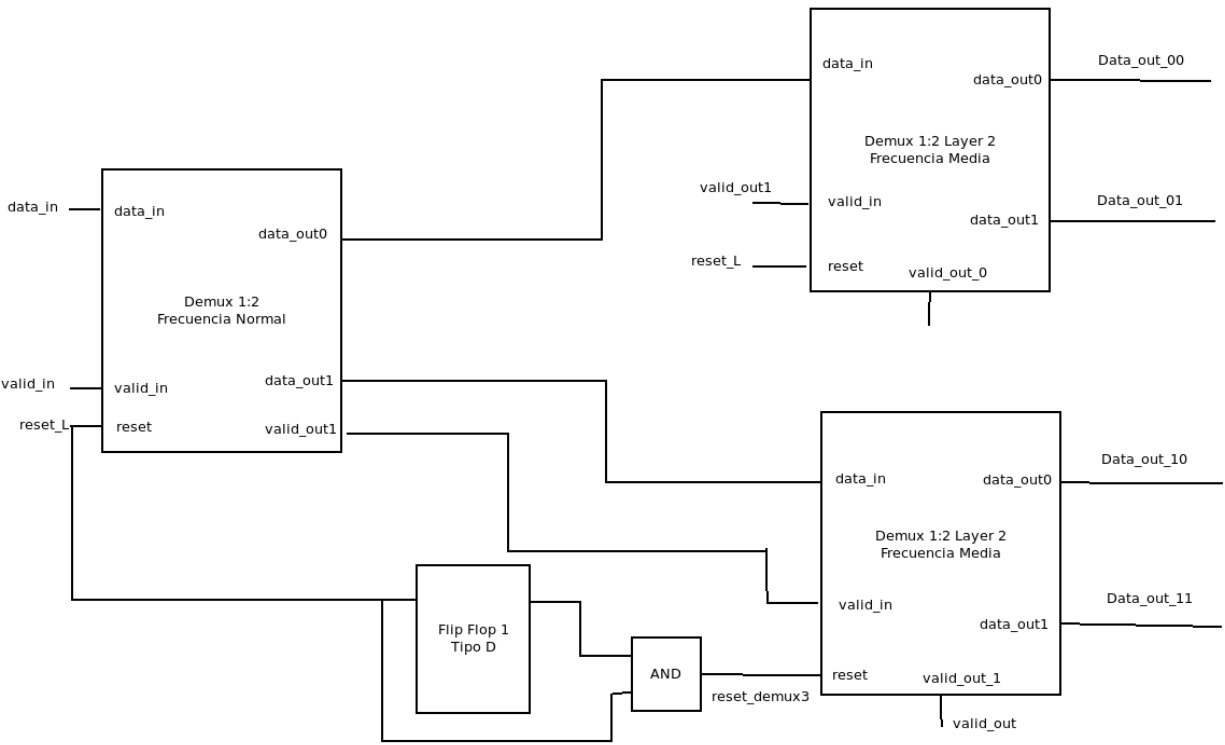 data_in
data_in
data_out0
Demux 1:2
Frecuencia Normal
valid_in
valid_in
data_out1
reset_L
reset
valid_out1
data_in
data_out0
Data_out_00
Demux 1:2 Layer 2
Frecuencia Media
valid_out1
valid_in
data_out1
Data_out_01
reset_L
reset
valid_out_0
data_in
data_out0
Data_out_10
Demux 1:2 Layer 2
Frecuencia Media
valid_in
data_out1
Data_out_11
reset
valid_out_1
valid_out
Flip Flop 1
Tipo D
AND
reset_demux3